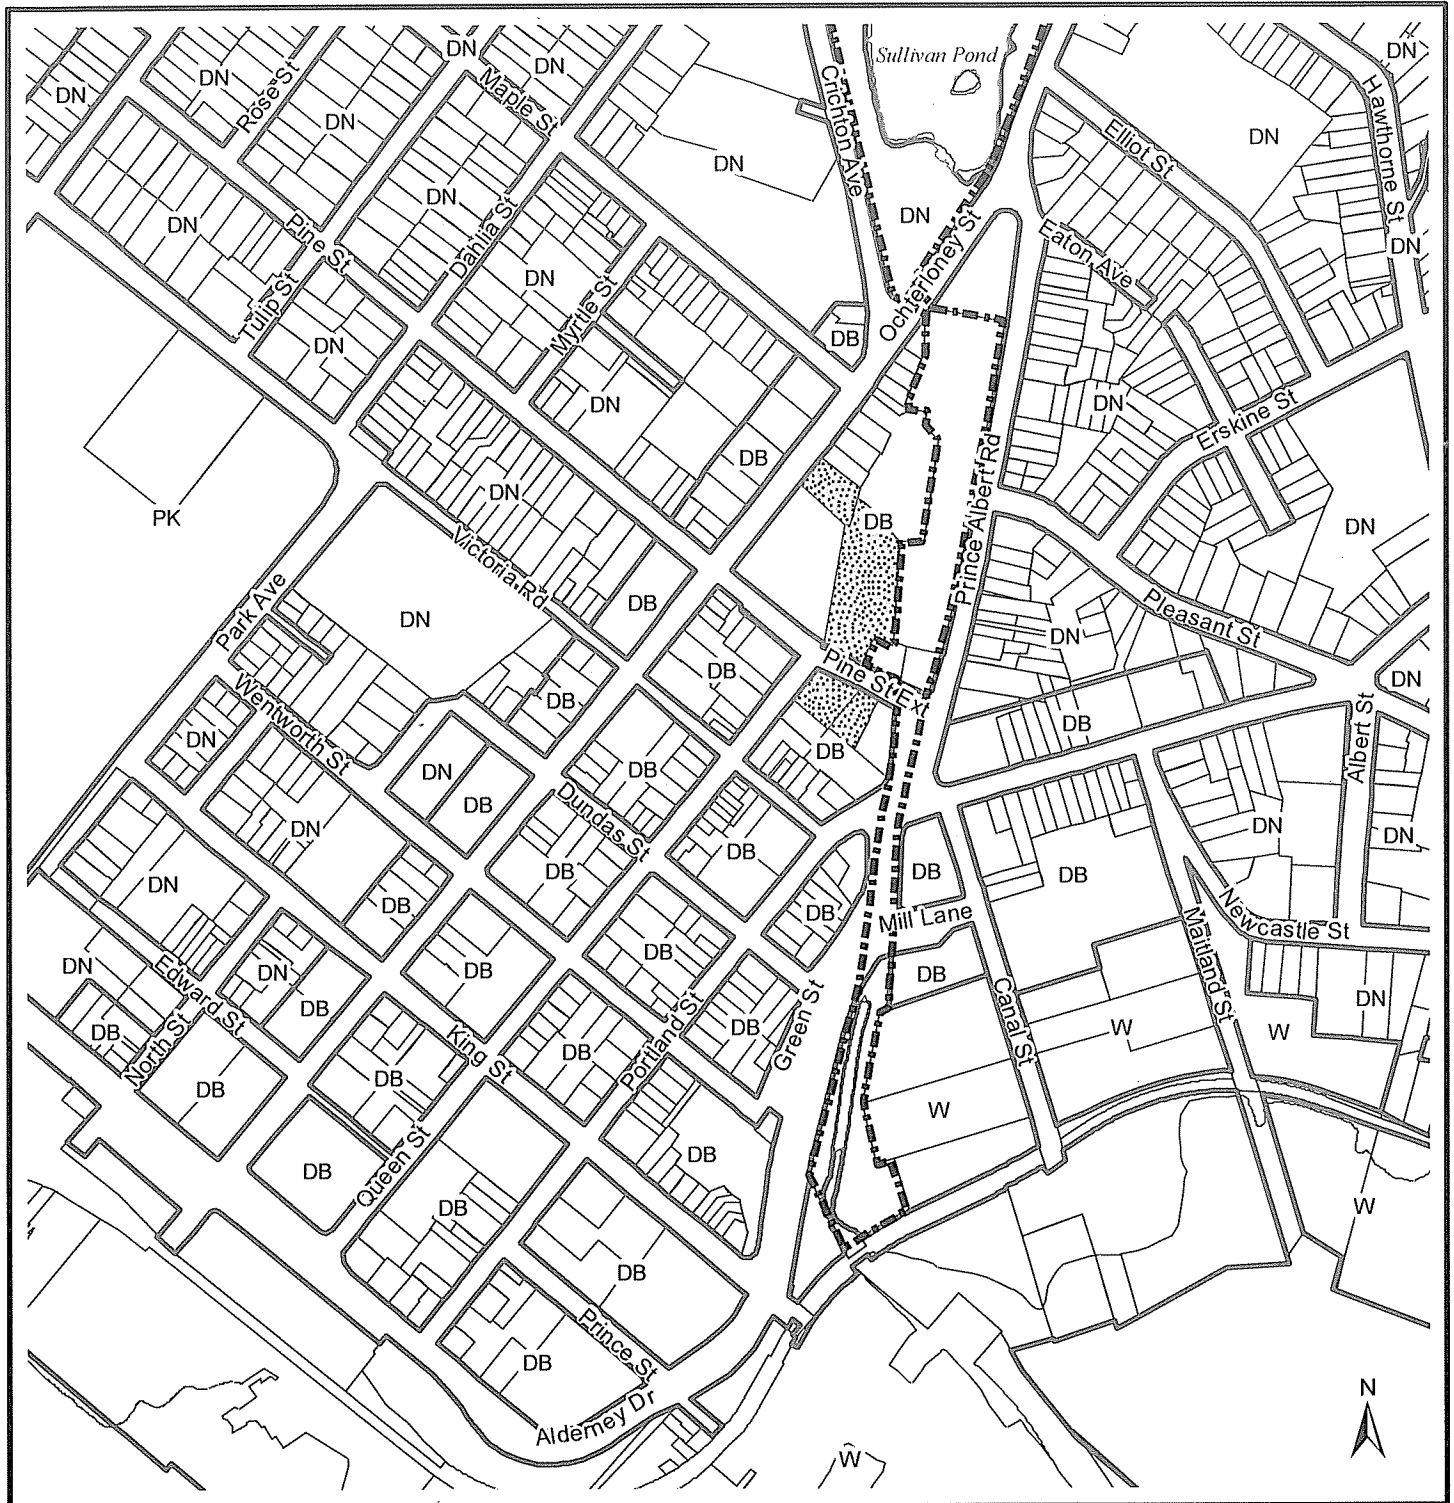 Sullivan Pond
DN
Maple St
DN
DN
DN
DN
Rose St
Crichton Ave
Hawthorne St
DN
DN
Elliot St
DN
DN
DN
DN
Pine St
Dahlia St
Ochterloney St
Eaton Ave
DN
Tulip St
DN
Myrtle St
DN
DB
DN
DN
Erskine St
DB
DN
PK
DB
Prince Albert Rd
DN
Victoria Rd
DB
Park Ave
DN
Pleasant St
DN
DB
Pine St Ext
DN
Wentworth St
DB
DB
Albert St
DN
DB
DB
DN
DB
Dundas St
DN
DB
DB
DN
DN
DN
DB
DB
DB
DB
DB
Mill Lane
Maitland St
Newcastle St
DN
Edward St
DN
DB
DB
DB
Canal St
DN
DB
DB
North St
King St
DB
Portland St
DB
Green St
W
W
DB
DB
W
DB
Queen St
DB
DB
W
DB
Prince St
DB
Alderney Dr
W
N